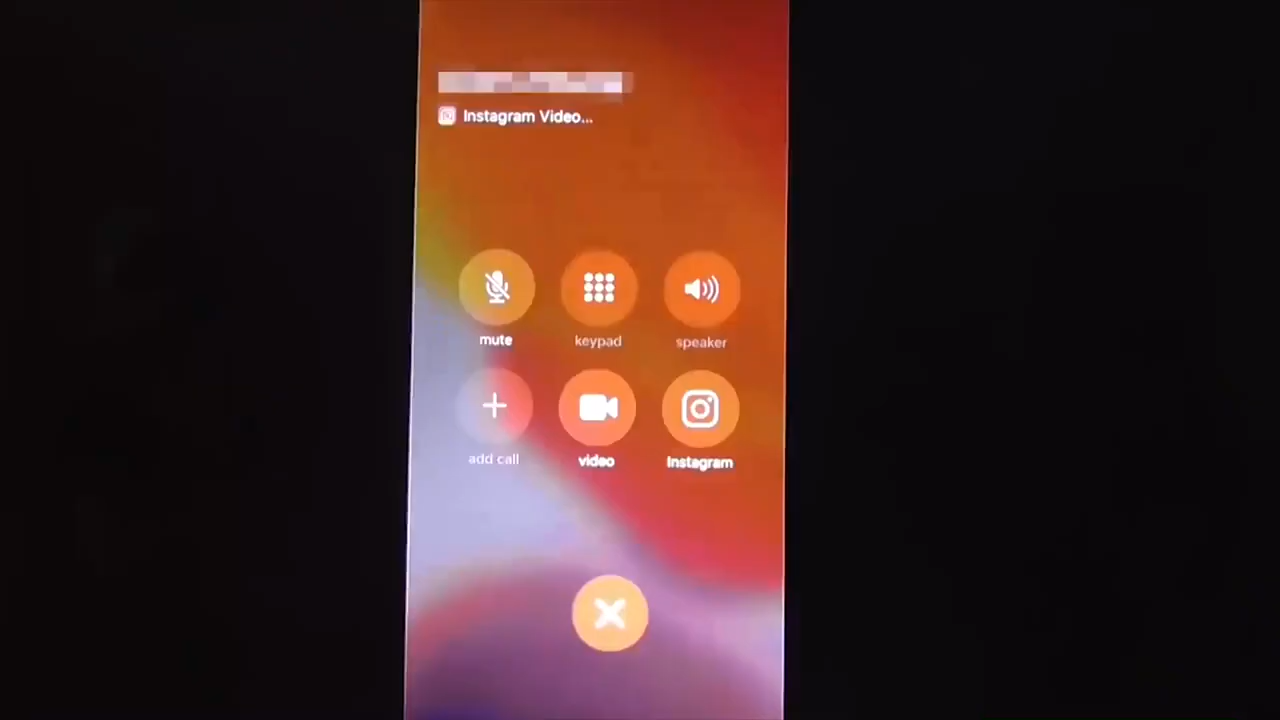 Instagram Video...
mute
keypad
speaker
add call
video
Instagram